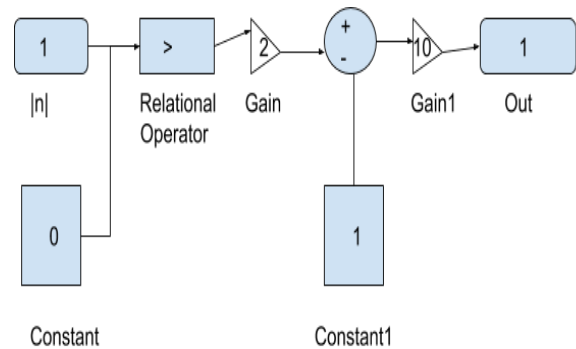 1
>
2
+
-
10
1
|n|
Relational
Operator
Gain
Gain1
Out
0
1
Constant
Constant1